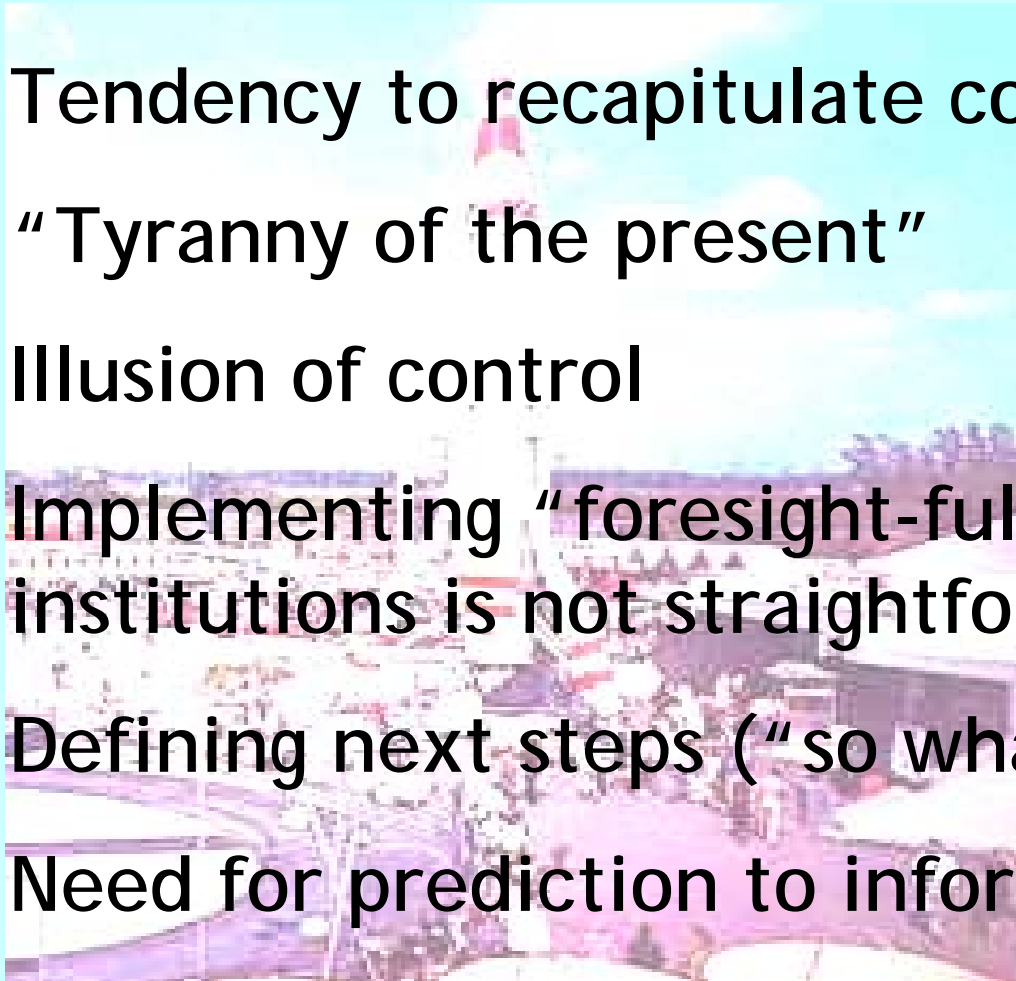 Tendency to recapitulate co
“Tyranny of the present”
Illusion of control
Implementing “foresight-ful
institutions is not straightfo
Defining next steps (“so wha
Need for prediction to infor